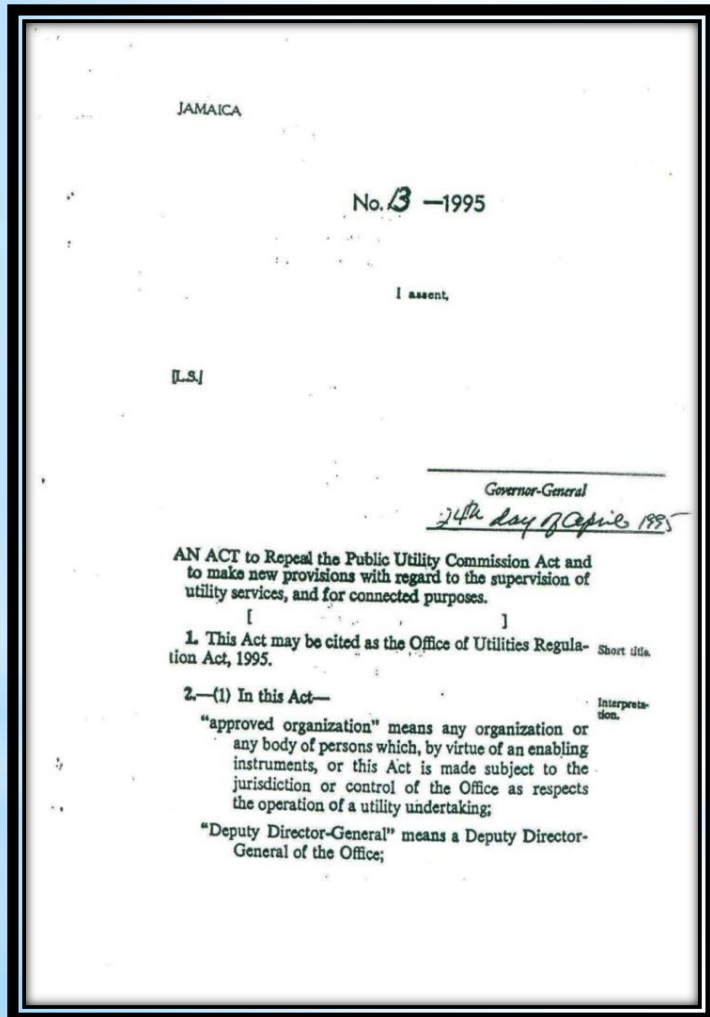 JAMAICA
No. 13 —1995
I assent,
[L.S.]
Governor-General
24th day of April 1995
AN ACT to Repeal the Public Utility Commission Act and
to make new provisions with regard to the supervision of
utility services, and for connected purposes.
[ ]
1. This Act may be cited as the Office of Utilities Regula- Short title.
tion Act, 1995.
2.—(1) In this Act— Interpreta-
tion.
“approved organization” means any organization or
any body of persons which, by virtue of an enabling
instruments, or this Act is made subject to the
jurisdiction or control of the Office as respects
the operation of a utility undertaking;
“Deputy Director-General” means a Deputy Director-
General of the Office;